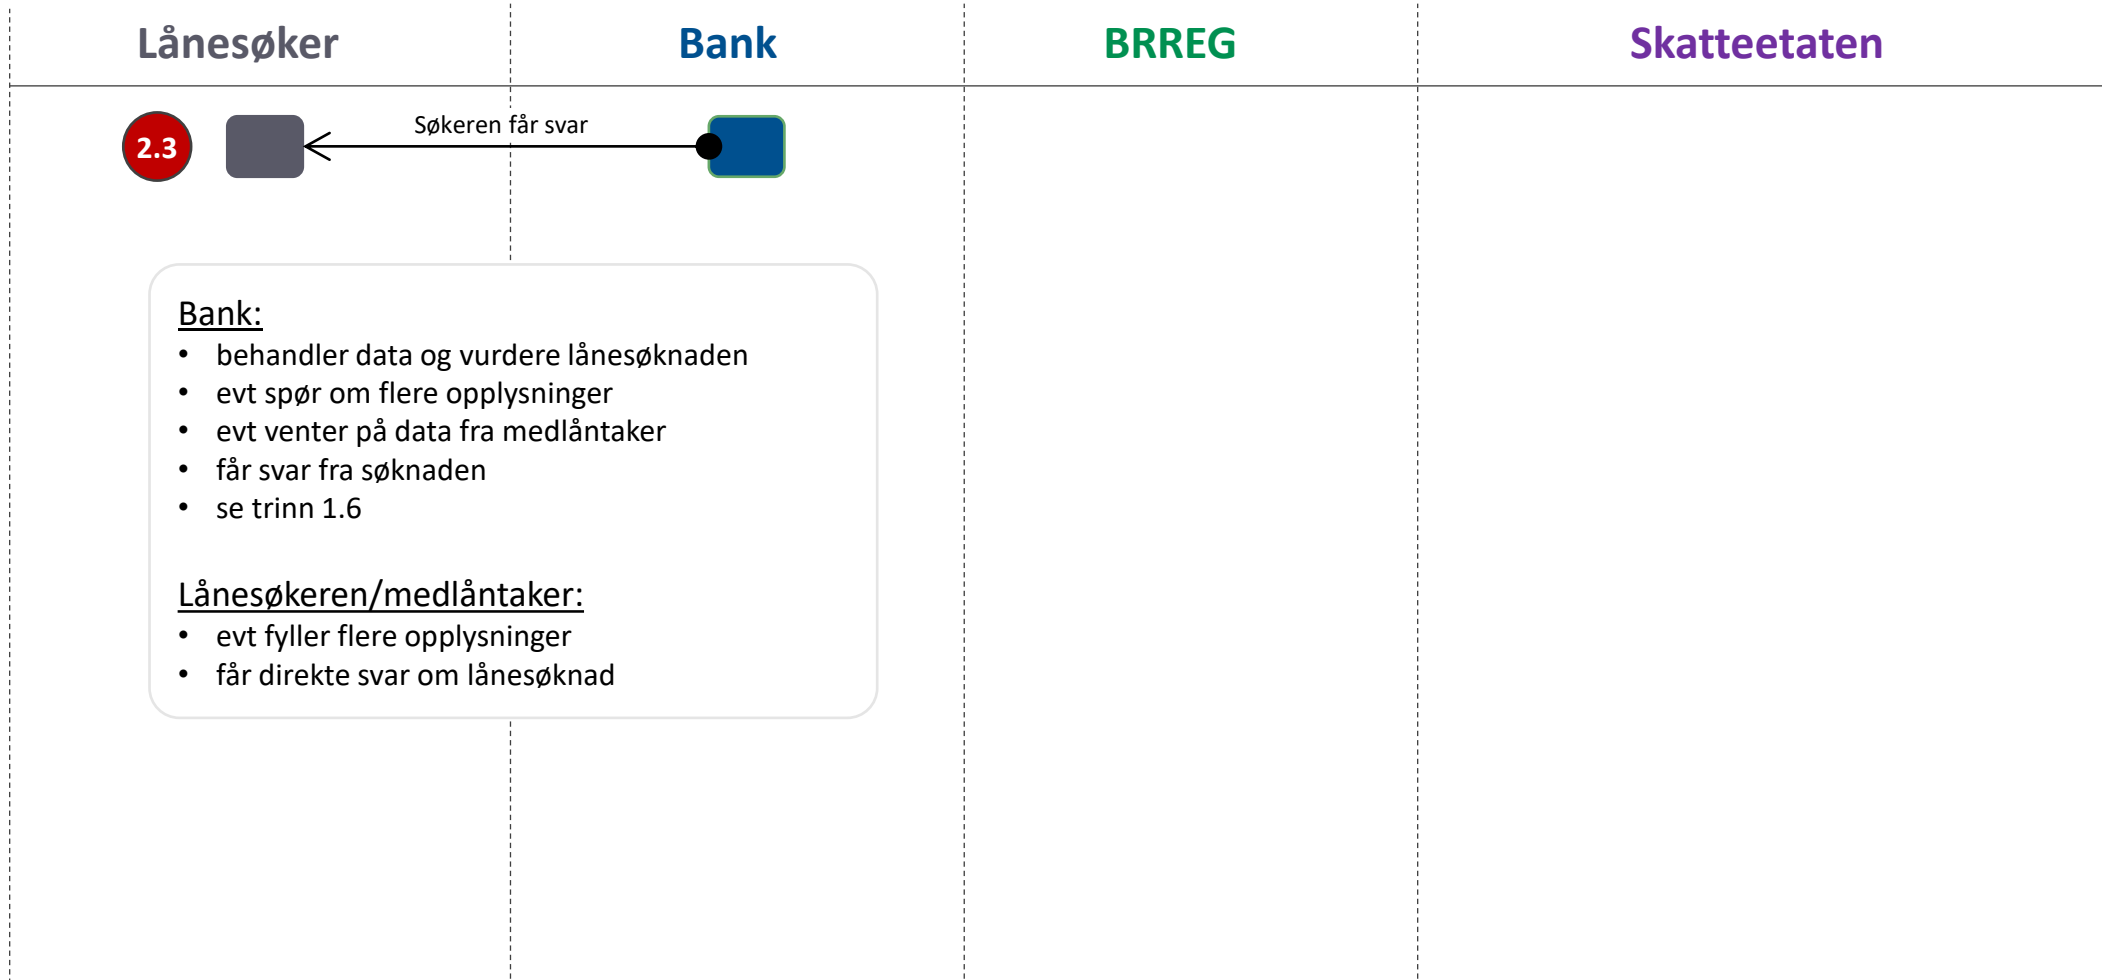 Lånesøker
Bank
BRREG
Skatteetaten
2.3
Søkeren får svar
Bank:
• behandler data og vurdere lånesøknaden
• evt spør om flere opplysninger
• evt venter på data fra medlåntaker
• får svar fra søknaden
• se trinn 1.6
Lånesøkeren/medlåntaker:
• evt fyller flere opplysninger
• får direkte svar om lånesøknad